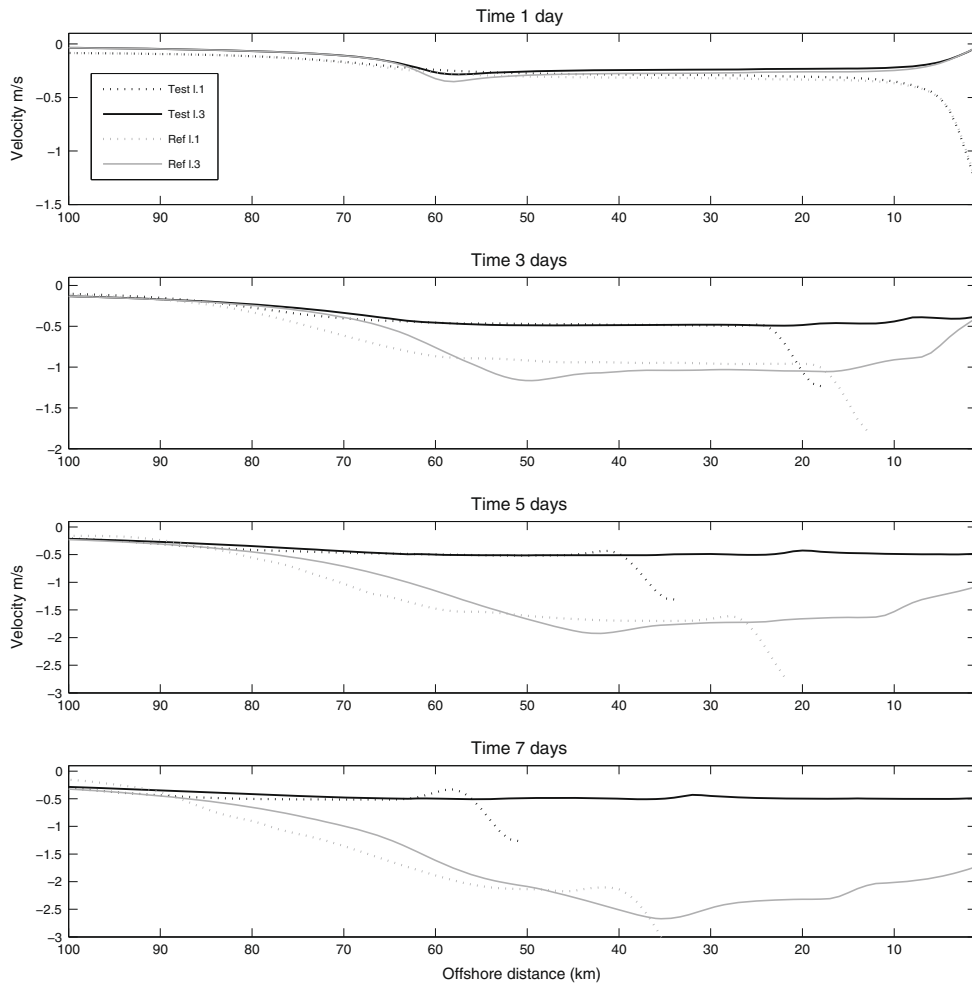 Time 1 day
Velocity m/s
0
−0.5
−1
−1.5
Test l.1
Test l.3
Ref l.1
Ref l.3
100 90 80 70 60 50 40 30 20 10
Time 3 days
0
−0.5
−1
−1.5
−2
100 90 80 70 60 50 40 30 20 10
Time 5 days
Velocity m/s
0
−0.5
−1
−1.5
−2
−2.5
−3
100 90 80 70 60 50 40 30 20 10
Time 7 days
0
−0.5
−1
−1.5
−2
−2.5
−3
100 90 80 70 60 50 40 30 20 10
Offshore distance (km)